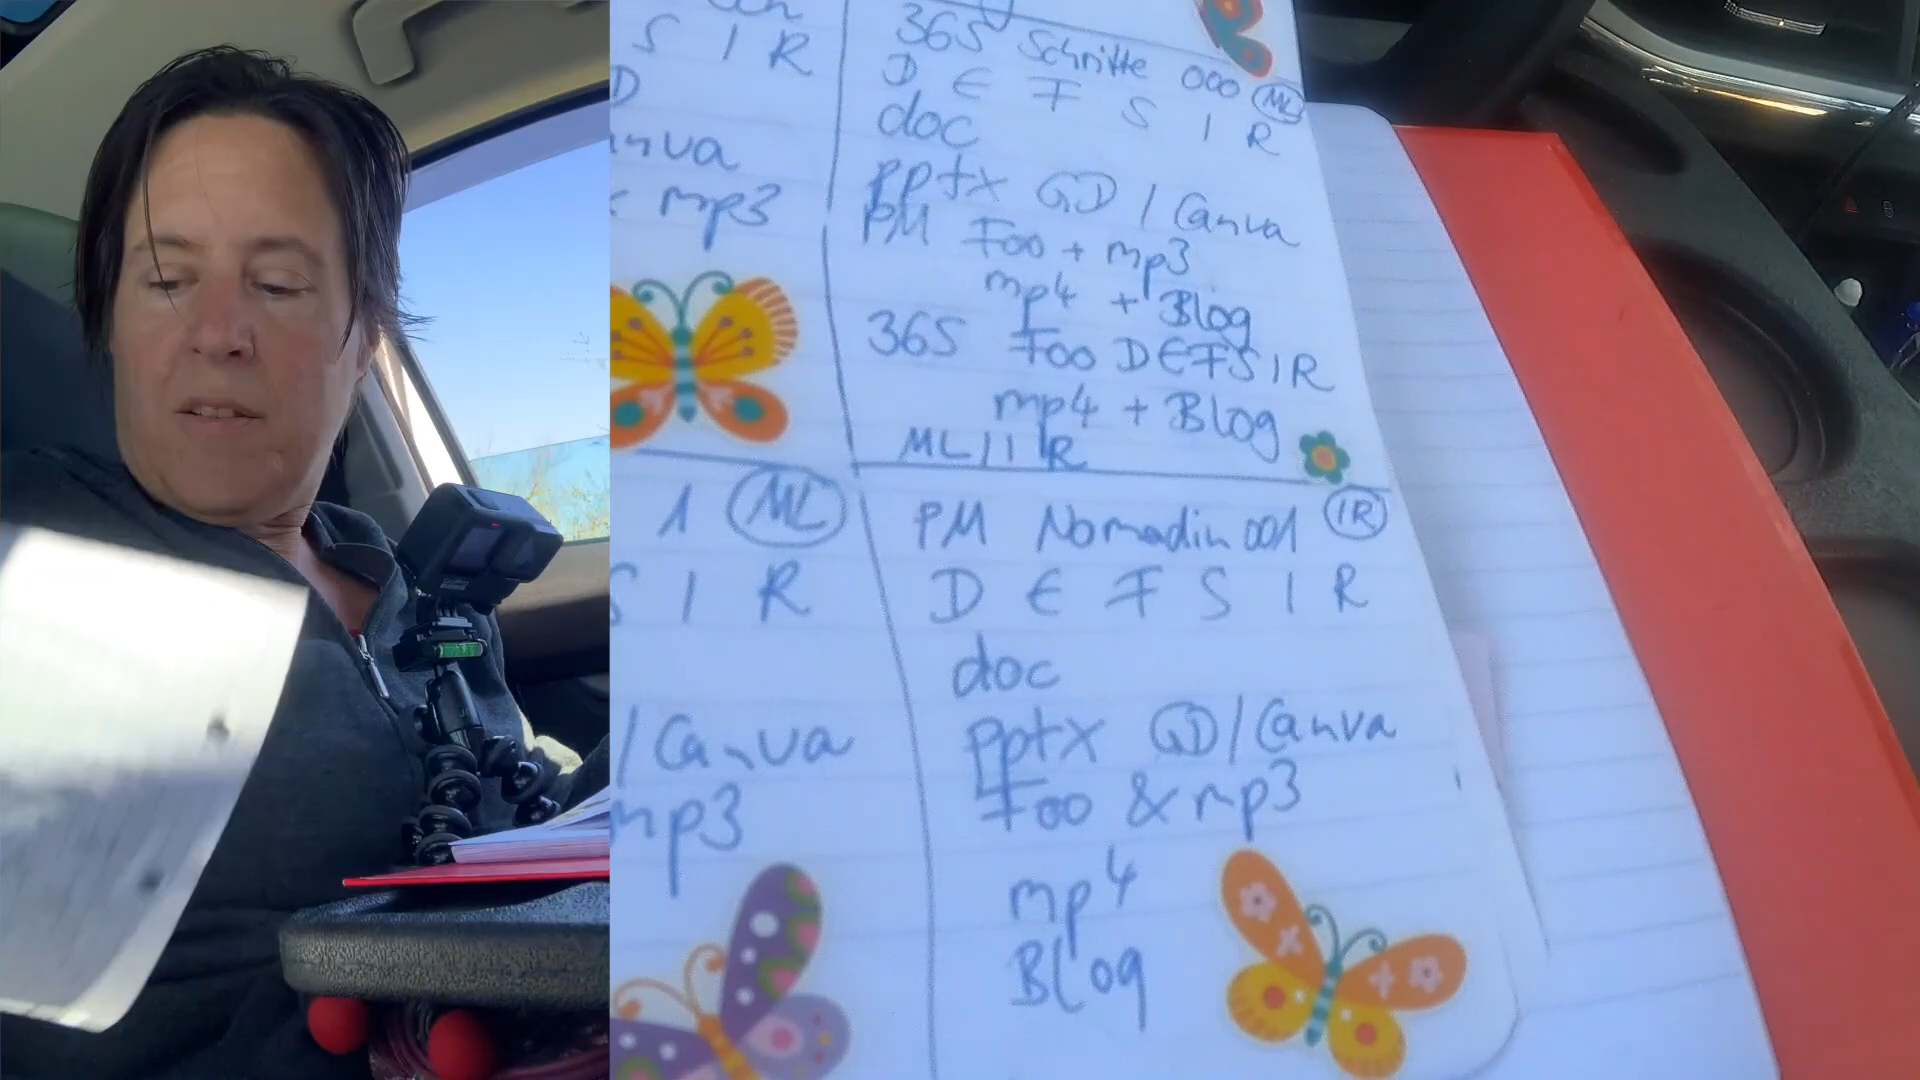 S I R
D
mp3
365 Schritte 000 ML
D E F S I R
doc
pptx GD / Canva
PM Foo + mp3
mp4 + Blog
365 Foo DEFSIR
mp4 + Blog
ML // IR
1 ML
S I R
/ Canva
mp3
PM Nomadin 001 IR
D E F S I R
doc
pptx GD / Canva
Foo & mp3
mp4
Blog